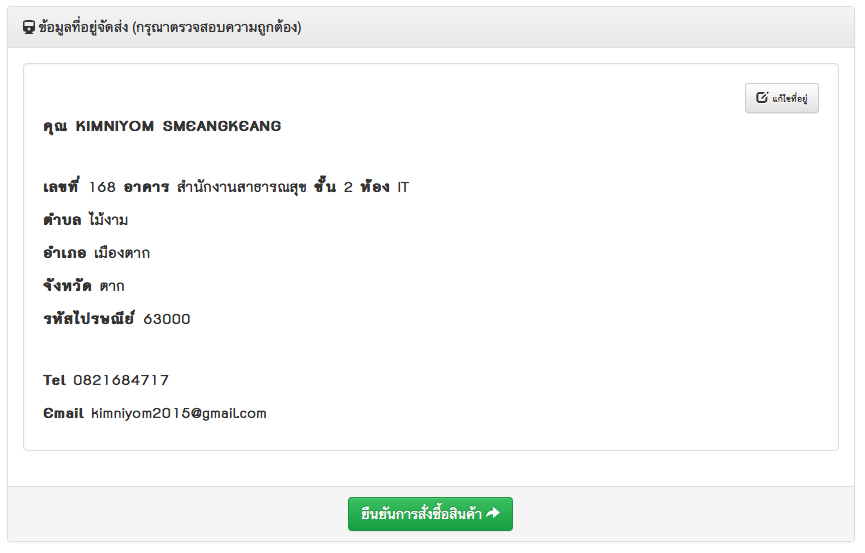 ข้อมูลที่อยู่จัดส่ง (กรุณาตรวจสอบความถูกต้อง)
แก้ไขที่อยู่
คุณ KIMNIYOM SMEANGKEANG
เลขที่ 168 อาคาร สำนักงานสาธารณสุข ชั้น 2 ห้อง IT
ตำบล ไม้งาม
อำเภอ เมืองตาก
จังหวัด ตาก
รหัสไปรษณีย์ 63000
Tel 0821684717
Email kimniyom2015@gmail.com
ยืนยันการสั่งซื้อสินค้า